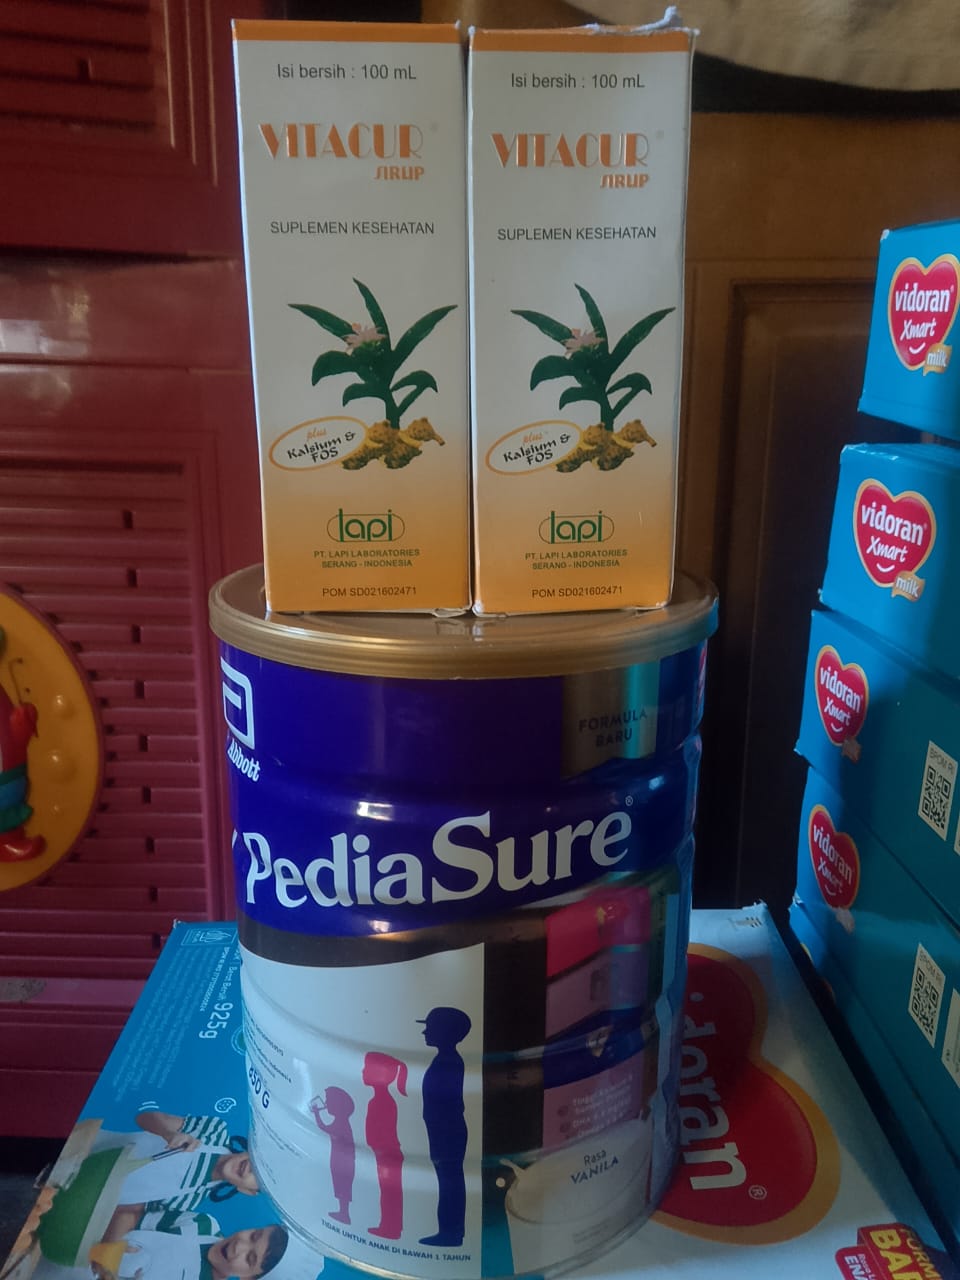 Isi bersih : 100 mL
VITACUR®
SIRUP
SUPLEMEN KESEHATAN
plus
Kalsium &
FOS
lapi
PT. LAPI LABORATORIES
SERANG - INDONESIA
POM SD021602471
Isi bersih : 100 mL
VITACUR®
SIRUP
SUPLEMEN KESEHATAN
plus
Kalsium &
FOS
lapi
PT. LAPI LABORATORIES
SERANG - INDONESIA
POM SD021602471
vidoran®
Xmart
milk
vidoran®
Xmart
milk
vidoran
Xmart
vidoran
Xmart
Abbott
FORMULA
BARU
PediaSure®
850 G
Rasa
VANILA
TIDAK UNTUK ANAK DI BAWAH 1 TAHUN
Berat Bersih 925g
vidoran®